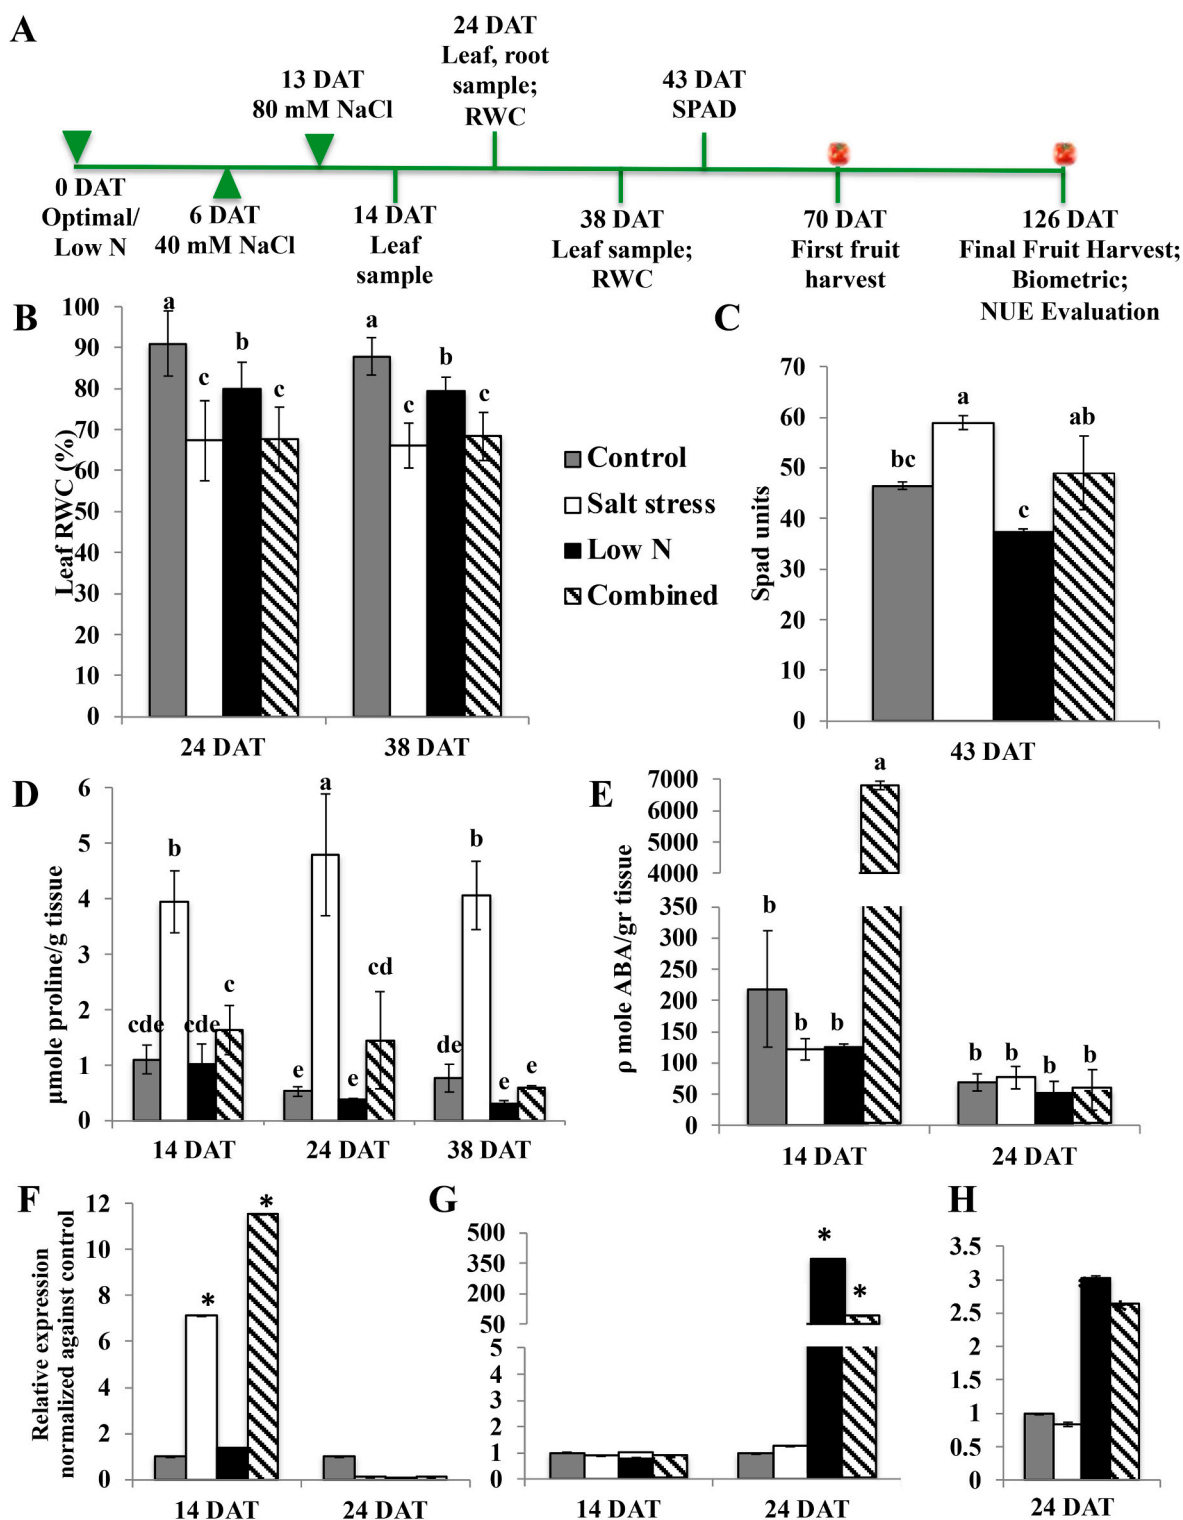 A
0 DAT
Optimal/
Low N
6 DAT
40 mM NaCl
13 DAT
80 mM NaCl
14 DAT
Leaf
sample
24 DAT
Leaf, root
sample;
RWC
38 DAT
Leaf sample;
RWC
43 DAT
SPAD
70 DAT
First fruit
harvest
126 DAT
Final Fruit Harvest;
Biometric;
NUE Evaluation
B
Leaf RWC (%)
100
90
80
70
60
50
40
30
20
10
0
a
c
b
c
a
c
b
c
24 DAT
38 DAT
Control
Salt stress
Low N
Combined
C
Spad units
70
60
50
40
30
20
10
0
bc
a
c
ab
43 DAT
D
µmole proline/g tissue
6
5
4
3
2
1
0
cde
b
cde
c
e
a
e
cd
de
b
e
e
14 DAT
24 DAT
38 DAT
E
ρ mole ABA/gr tissue
7000
6000
5000
4000
350
300
250
200
150
100
50
0
b
b
b
a
b
b
b
b
14 DAT
24 DAT
F
Relative expression
normalized against control
12
10
8
6
4
2
0
*
*
14 DAT
24 DAT
G
500
350
200
50
5
4
3
2
1
0
*
*
14 DAT
24 DAT
H
3.5
3
2.5
2
1.5
1
0.5
0
24 DAT